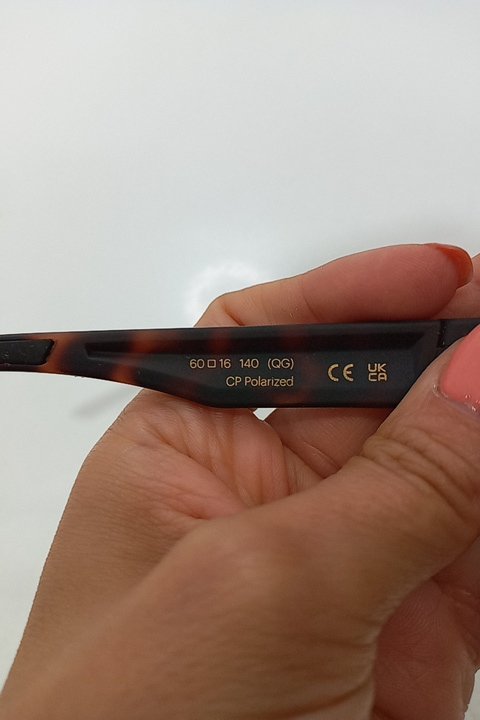 60□16 140 (QG)
CP Polarized
CE
UK
CA